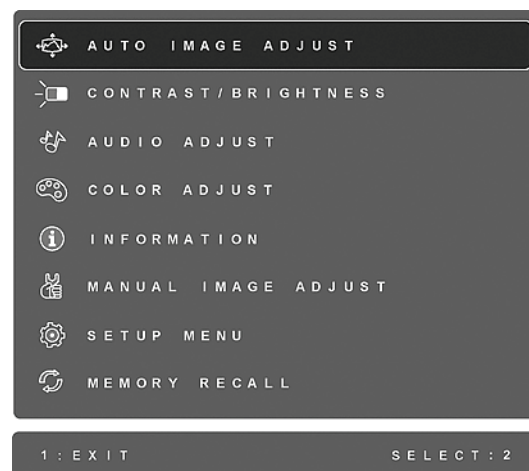 AUTO IMAGE ADJUST
CONTRAST/BRIGHTNESS
AUDIO ADJUST
COLOR ADJUST
INFORMATION
MANUAL IMAGE ADJUST
SETUP MENU
MEMORY RECALL
1:EXIT SELECT:2